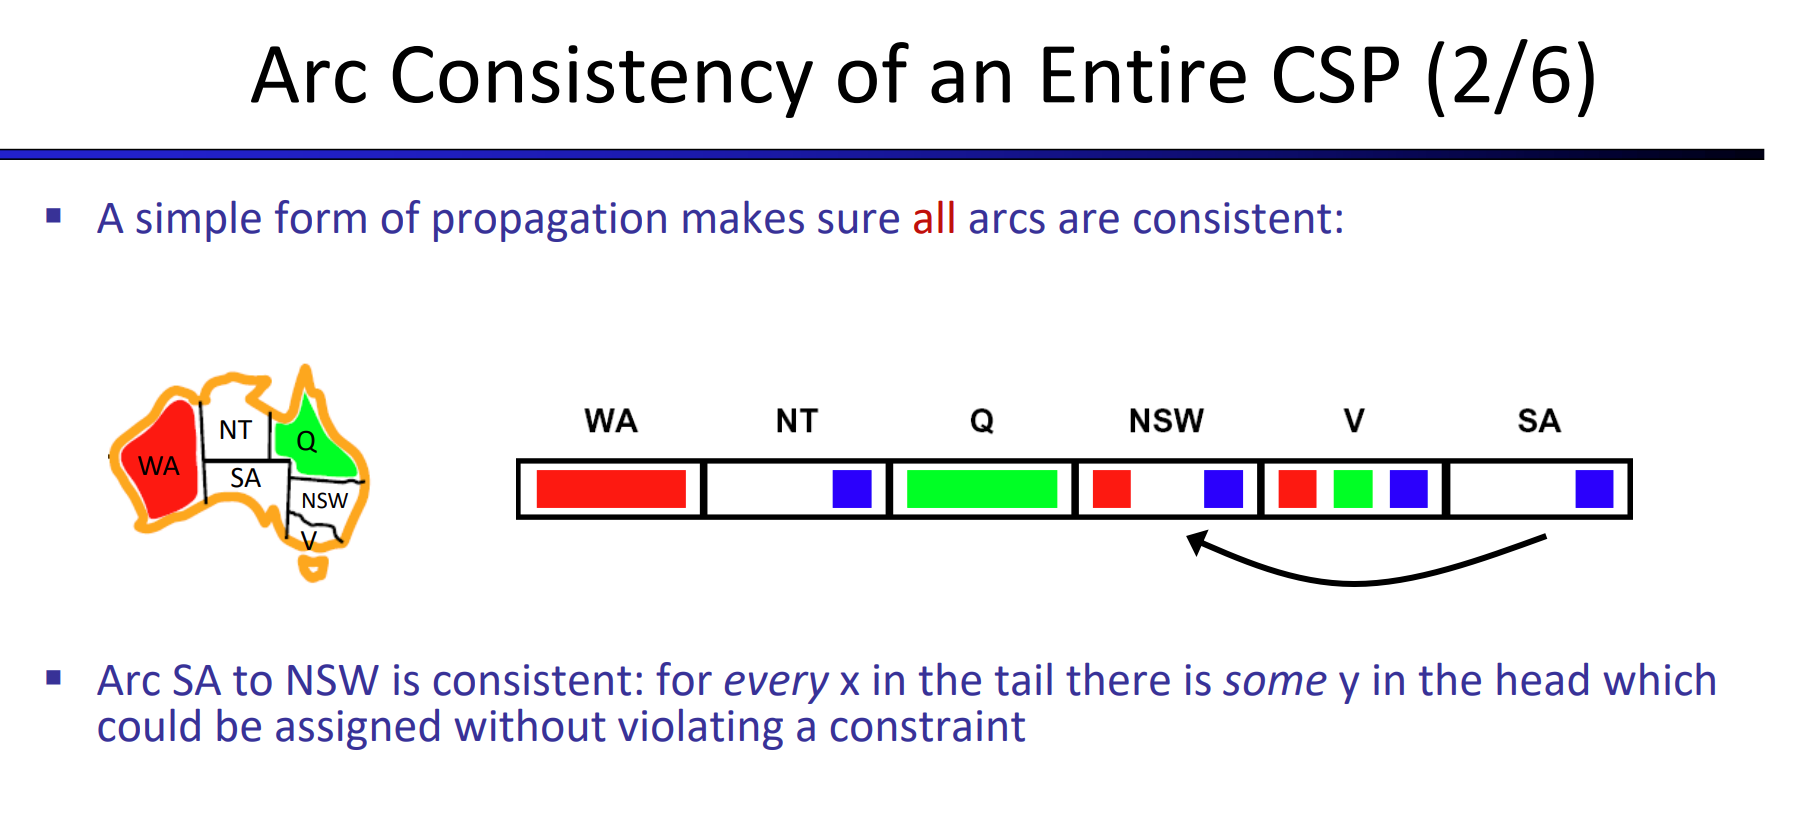 Arc Consistency of an Entire CSP (2/6)
▪ A simple form of propagation makes sure all arcs are consistent:
WA
NT
Q
SA
NSW
V
WA NT Q NSW V SA
▪ Arc SA to NSW is consistent: for every x in the tail there is some y in the head which
could be assigned without violating a constraint